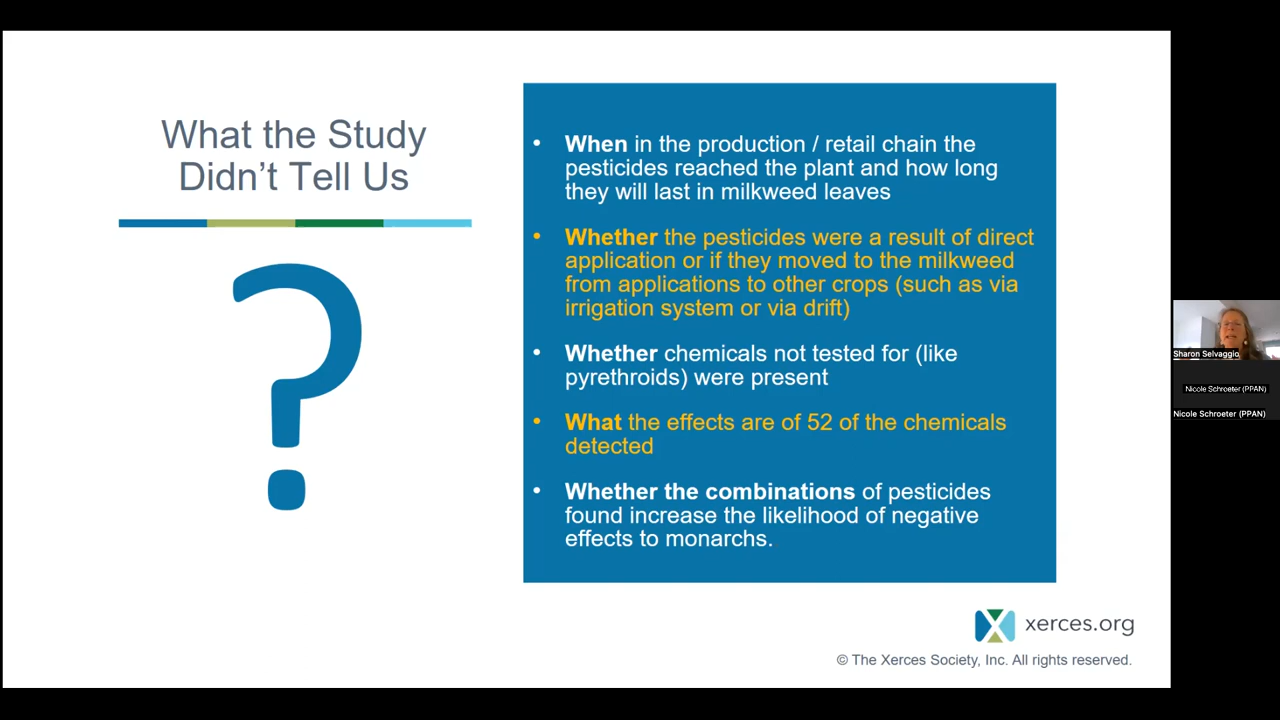 What the Study
Didn’t Tell Us
?
• When in the production / retail chain the
pesticides reached the plant and how long
they will last in milkweed leaves
• Whether the pesticides were a result of direct
application or if they moved to the milkweed
from applications to other crops (such as via
irrigation system or via drift)
• Whether chemicals not tested for (like
pyrethroids) were present
• What the effects are of 52 of the chemicals
detected
• Whether the combinations of pesticides
found increase the likelihood of negative
effects to monarchs.
xerces.org
© The Xerces Society, Inc. All rights reserved.
Sharon Selvaggio
Nicole Schroeter (PPAN)
Nicole Schroeter (PPAN)